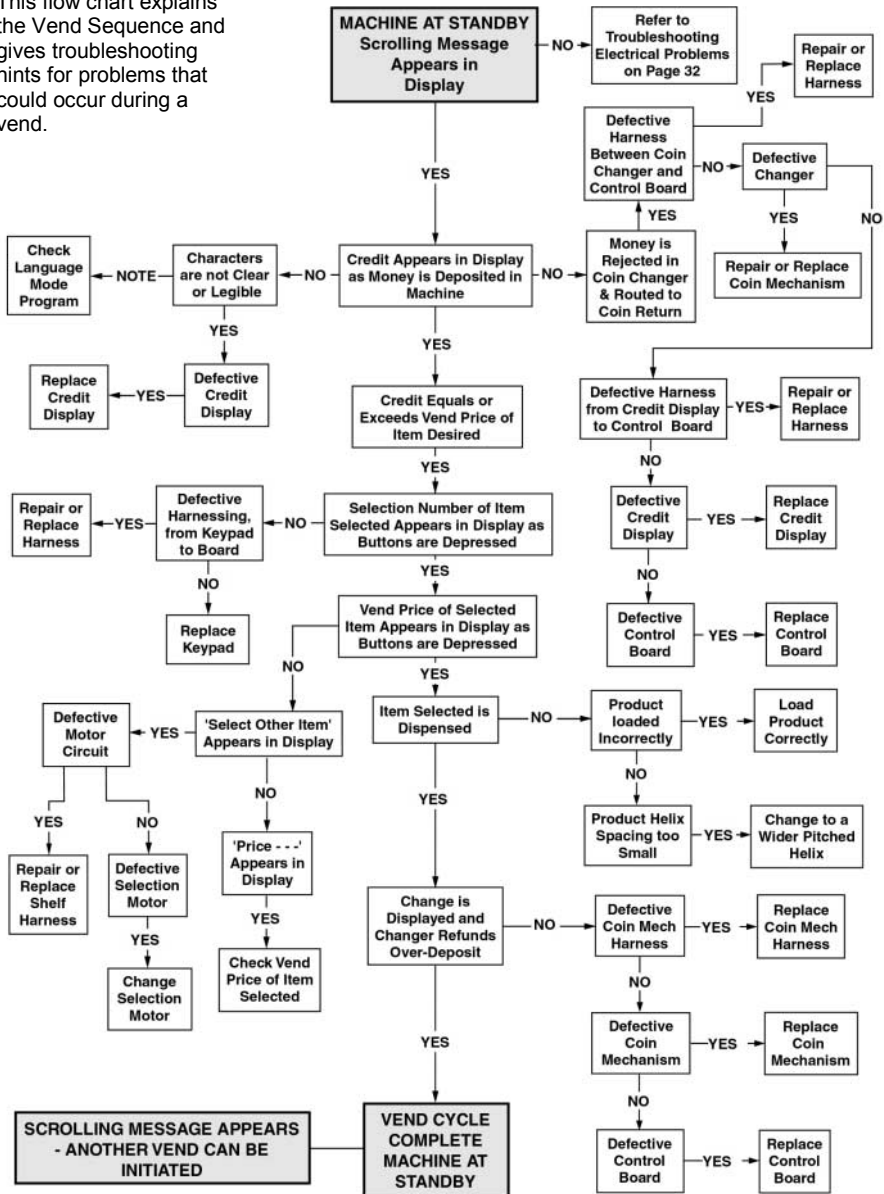 This flow chart explains
the Vend Sequence and
gives troubleshooting
hints for problems that
could occur during a
vend.
MACHINE AT STANDBY
Scrolling Message
Appears in
Display
NO
Refer to
Troubleshooting
Electrical Problems
on Page 32
Repair or
Replace
Harness
YES
Defective
Harness
Between Coin
Changer and
Control Board
NO
Defective
Changer
NO
YES
YES
YES
Check
Language
Mode
Program
NOTE
Characters
are not Clear
or Legible
NO
Credit Appears in Display
as Money is Deposited in
Machine
NO
Money is
Rejected in
Coin Changer
& Routed to
Coin Return
Repair or Replace
Coin Mechanism
YES
YES
Replace
Credit
Display
YES
Defective
Credit
Display
Credit Equals or
Exceeds Vend Price of
Item Desired
Defective Harness
from Credit Display
to Control Board
YES
Repair or
Replace
Harness
YES
NO
Repair or
Replace
Harness
YES
Defective
Harnessing,
from Keypad
to Board
NO
Selection Number of Item
Selected Appears in Display as
Buttons are Depressed
Defective
Credit
Display
YES
Replace
Credit
Display
NO
YES
NO
Replace
Keypad
Vend Price of Selected
Item Appears in Display as
Buttons are Depressed
Defective
Control
Board
YES
Replace
Control
Board
NO
YES
Defective
Motor
Circuit
YES
'Select Other Item'
Appears in Display
Item Selected is
Dispensed
NO
Product
loaded
Incorrectly
YES
Load
Product
Correctly
YES
NO
NO
YES
NO
Repair or
Replace
Shelf
Harness
Defective
Selection
Motor
'Price - - -'
Appears in
Display
Product Helix
Spacing too
Small
YES
Change to a
Wider Pitched
Helix
YES
YES
Change
Selection
Motor
Check Vend
Price of Item
Selected
Change is
Displayed and
Changer Refunds
Over-Deposit
NO
Defective
Coin Mech
Harness
YES
Replace
Coin Mech
Harness
NO
YES
Defective
Coin
Mechanism
YES
Replace
Coin
Mechanism
NO
SCROLLING MESSAGE APPEARS
- ANOTHER VEND CAN BE
INITIATED
VEND CYCLE
COMPLETE
MACHINE AT
STANDBY
Defective
Control
Board
YES
Replace
Control
Board